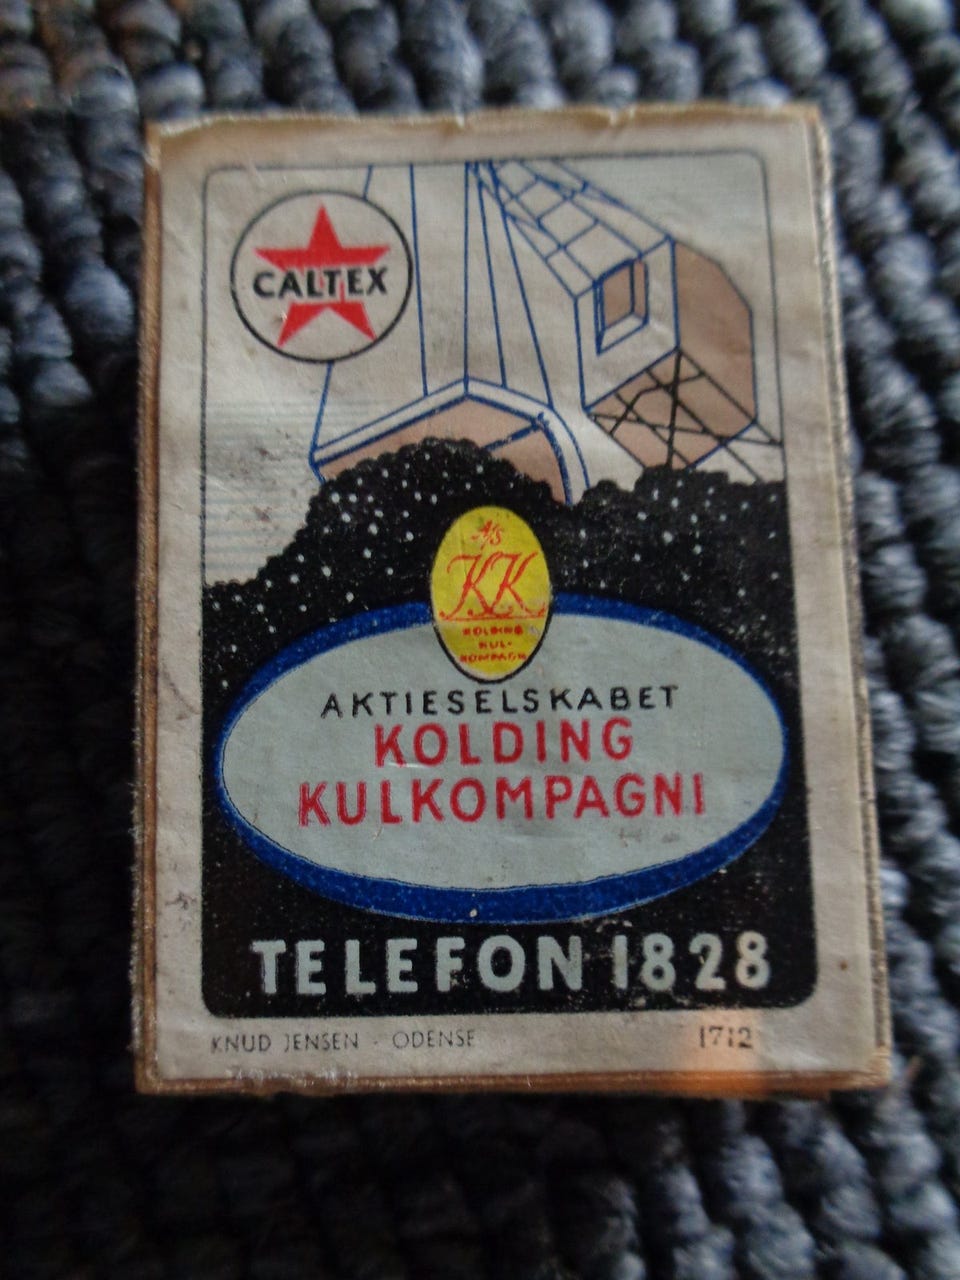 CALTEX
A/S
KK
KOLDING
KUL-
KOMPAGNI
AKTIESELSKABET
KOLDING
KULKOMPAGNI
TELEFON 1828
KNUD JENSEN - ODENSE 1712